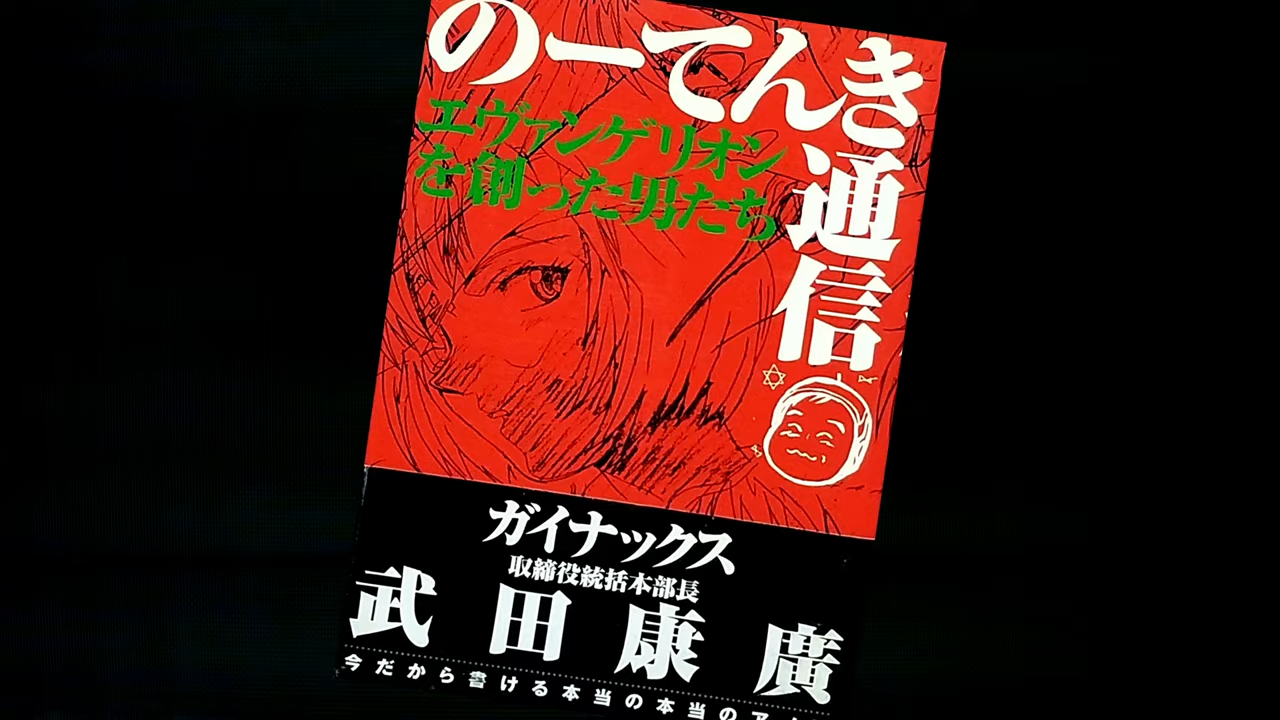 のーてんき通信
エヴァンゲリオン
を創った男たち
ガイナックス
取締役統括本部長
武田康廣
今だから書ける本当の本当のア